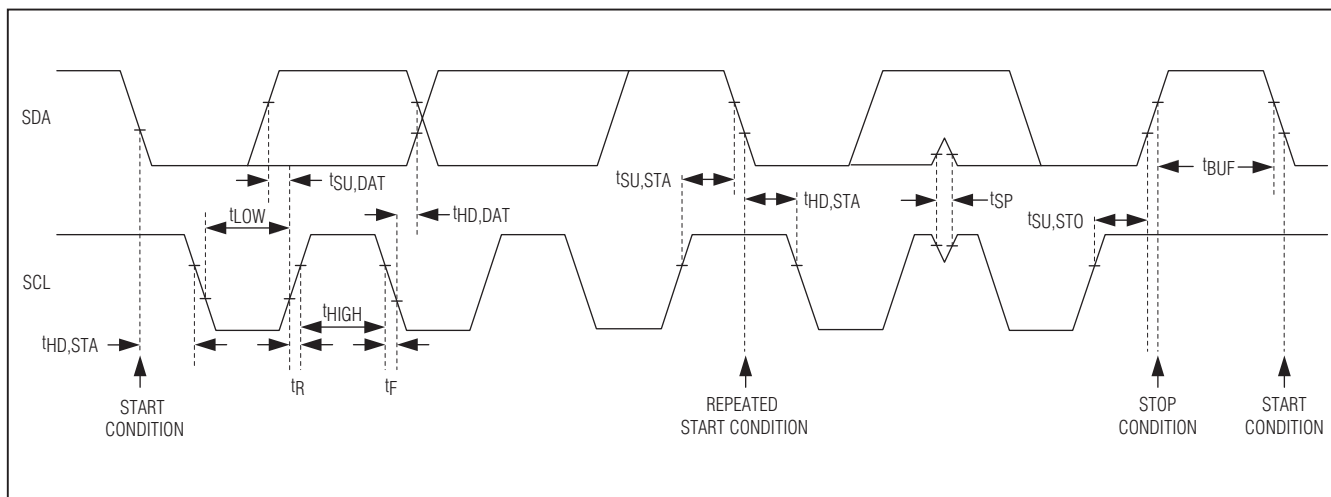 SDA
tSU,DAT
tSU,STA
tBUF
tLOW
tHD,DAT
tHD,STA
tSP
tSU,STO
SCL
tHIGH
tHD,STA
tR
tF
START
CONDITION
REPEATED
START CONDITION
STOP
CONDITION
START
CONDITION